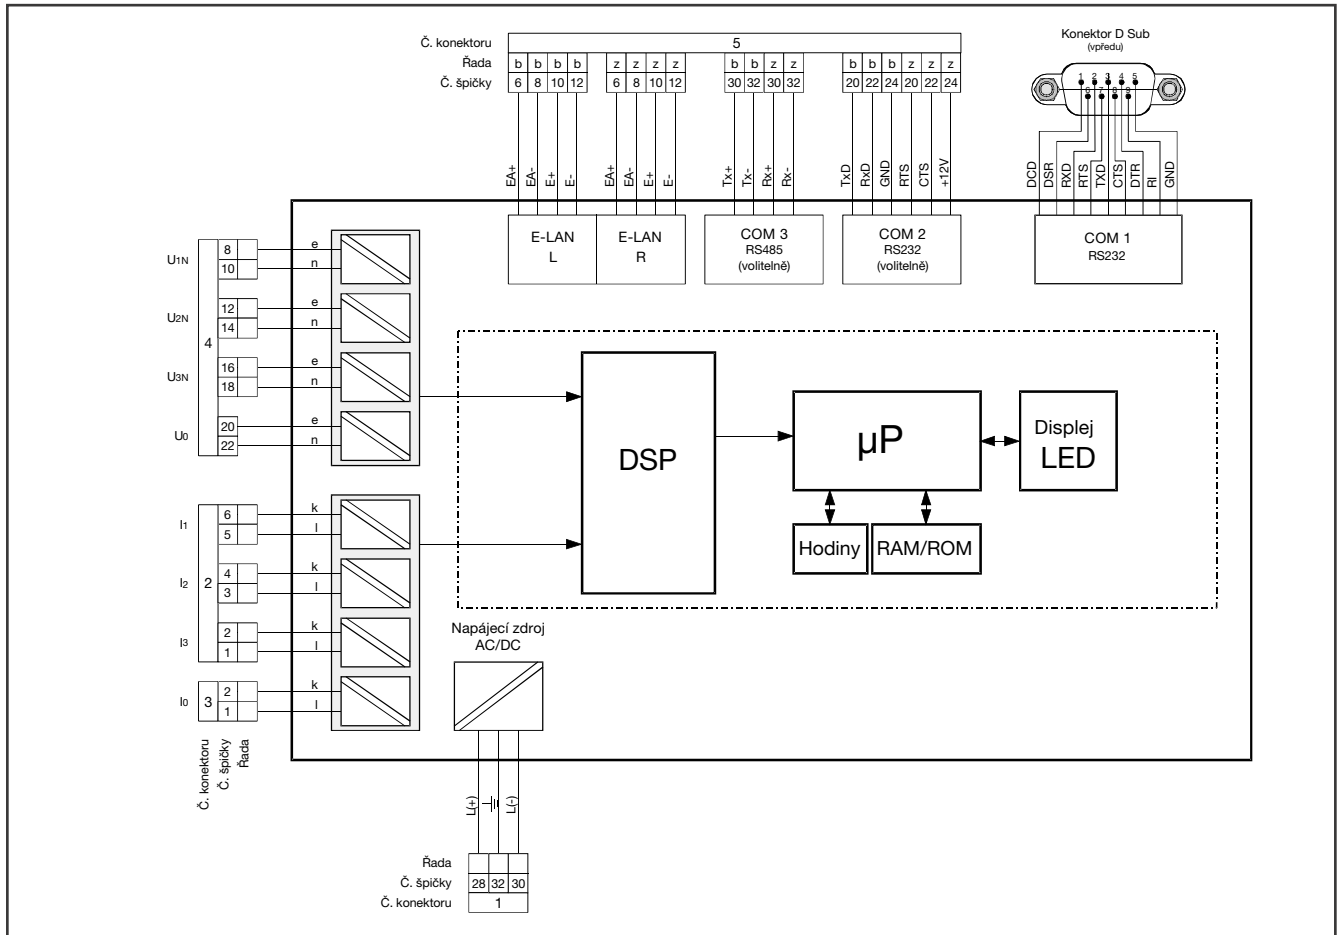 Č. konektoru 5
Řada b b b b z z z z b b z z b b b z z z
Č. špičky 6 8 10 12 6 8 10 12 30 32 30 32 20 22 24 20 22 24
Konektor D Sub
(vpředu)
1 2 3 4 5
6 7 8 9
EA+ EA- E+ E- EA+ EA- E+ E- Tx+ Tx- Rx+ Rx- TxD RxD GND RTS CTS +12V
DCD DSR RXD RTS TXD CTS DTR RI GND
E-LAN
L
E-LAN
R
COM 3
RS485
(volitelně)
COM 2
RS232
(volitelně)
COM 1
RS232
U1N 8 e
10 n
U2N 12 e
14 n
4
U3N 16 e
18 n
U0 20 e
22 n
DSP
µP
Displej
LED
Hodiny
RAM/ROM
I1 6 k
5 l
I2 2 4 k
3 l
I3 2 k
1 l
I0 3 2 k
1 l
Č. konektoru
Č. špičky
Řada
Napájecí zdroj
AC/DC
L(+) L(-)
Řada
Č. špičky 28 32 30
Č. konektoru 1